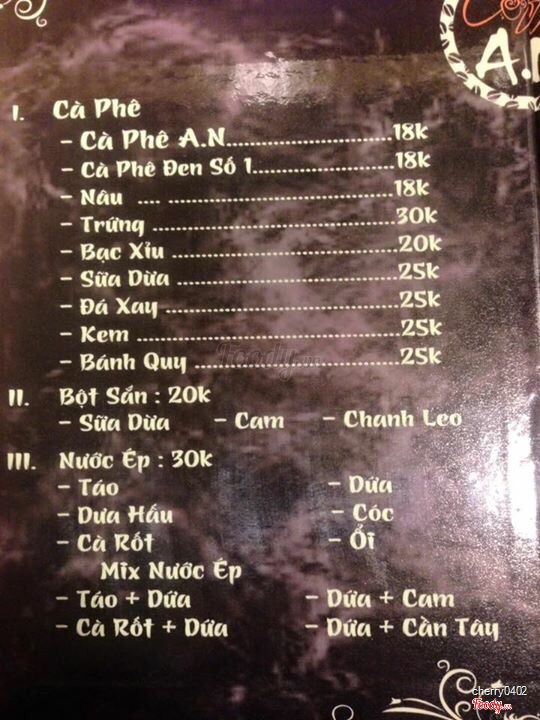 A.N
I. Cà Phê
- Cà Phê A.N..................18k
- Cà Phê Đen Số 1..................18k
- Nâu .... ..................18k
- Trứng ..................30k
- Bạc Xỉu ..................20k
- Sữa Dừa ..................25k
- Đá Xay ..................25k
- Kem ..................25k
- Bánh Quy ..................25k
II. Bột Sắn : 20k
- Sữa Dừa - Cam - Chanh Leo
III. Nước Ép : 30k
- Táo - Dứa
- Dưa Hấu - Cóc
- Cà Rốt - Ổi
Mix Nước Ép
- Táo + Dứa - Dứa + Cam
- Cà Rốt + Dứa - Dứa + Cần Tây
Foody.vn
cherry0402
Foody.vn